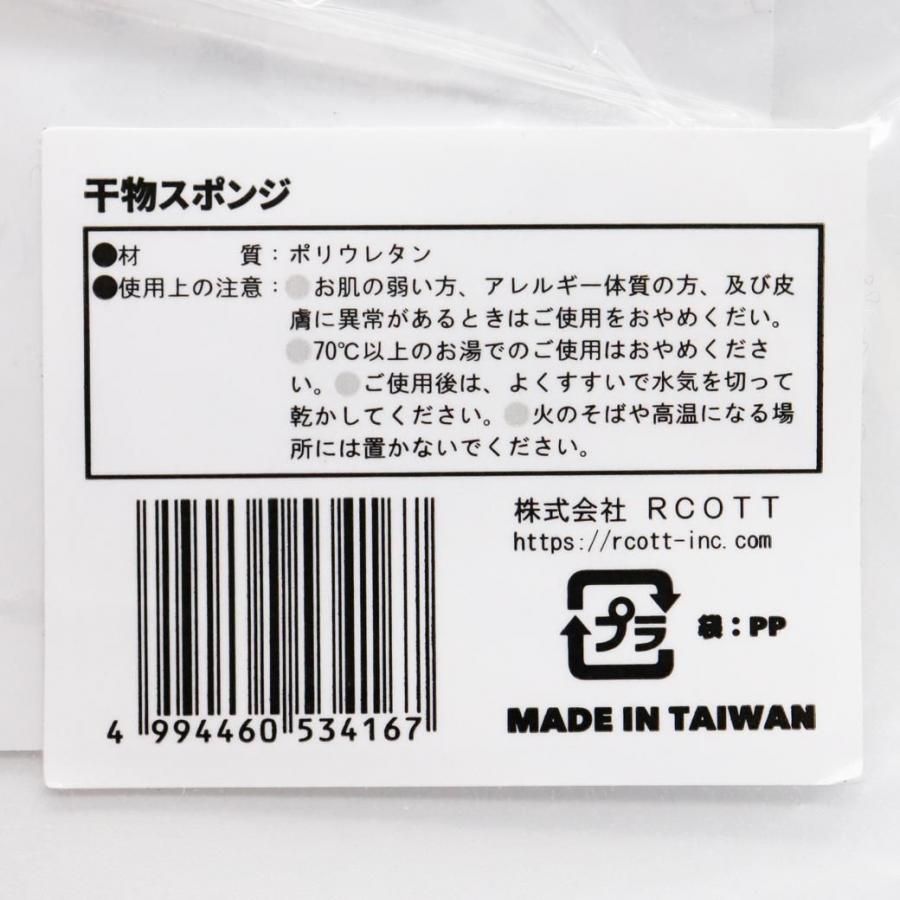 干物スポンジ
●材　　　質：ポリウレタン
●使用上の注意：●お肌の弱い方、アレルギー体質の方、及び皮
膚に異常があるときはご使用をおやめくだい。
●70℃以上のお湯でのご使用はおやめくださ
い。●ご使用後は、よくすすいで水気を切って
乾かしてください。●火のそばや高温になる場
所には置かないでください。
株式会社 RCOTT
https://rcott-inc.com
プラ
袋：PP
4 994460 534167
MADE IN TAIWAN